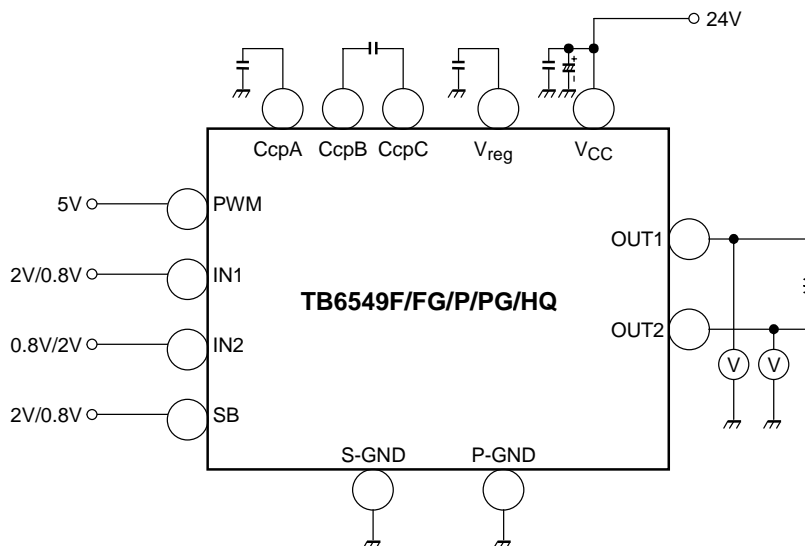 24V
+
−
CcpA CcpB CcpC Vreg VCC
5V PWM
OUT1
2V/0.8V IN1
TB6549F/FG/P/PG/HQ
0.8V/2V IN2
OUT2
V V
2V/0.8V SB
S-GND P-GND